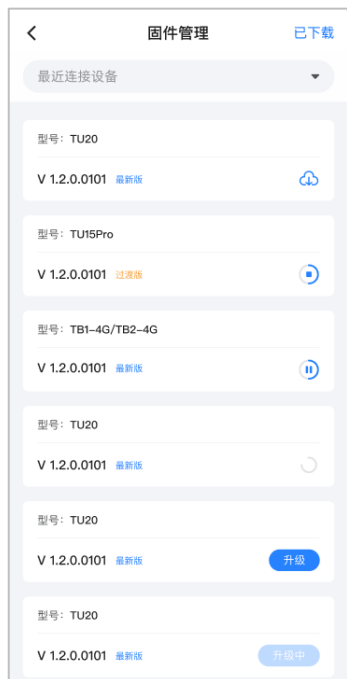 固件管理
已下载
最近连接设备
型号：TU20
V 1.2.0.0101 最新版
型号：TU15Pro
V 1.2.0.0101 过渡版
型号：TB1-4G/TB2-4G
V 1.2.0.0101 最新版
型号：TU20
V 1.2.0.0101 最新版
型号：TU20
V 1.2.0.0101 最新版 升级
型号：TU20
V 1.2.0.0101 最新版 升级中